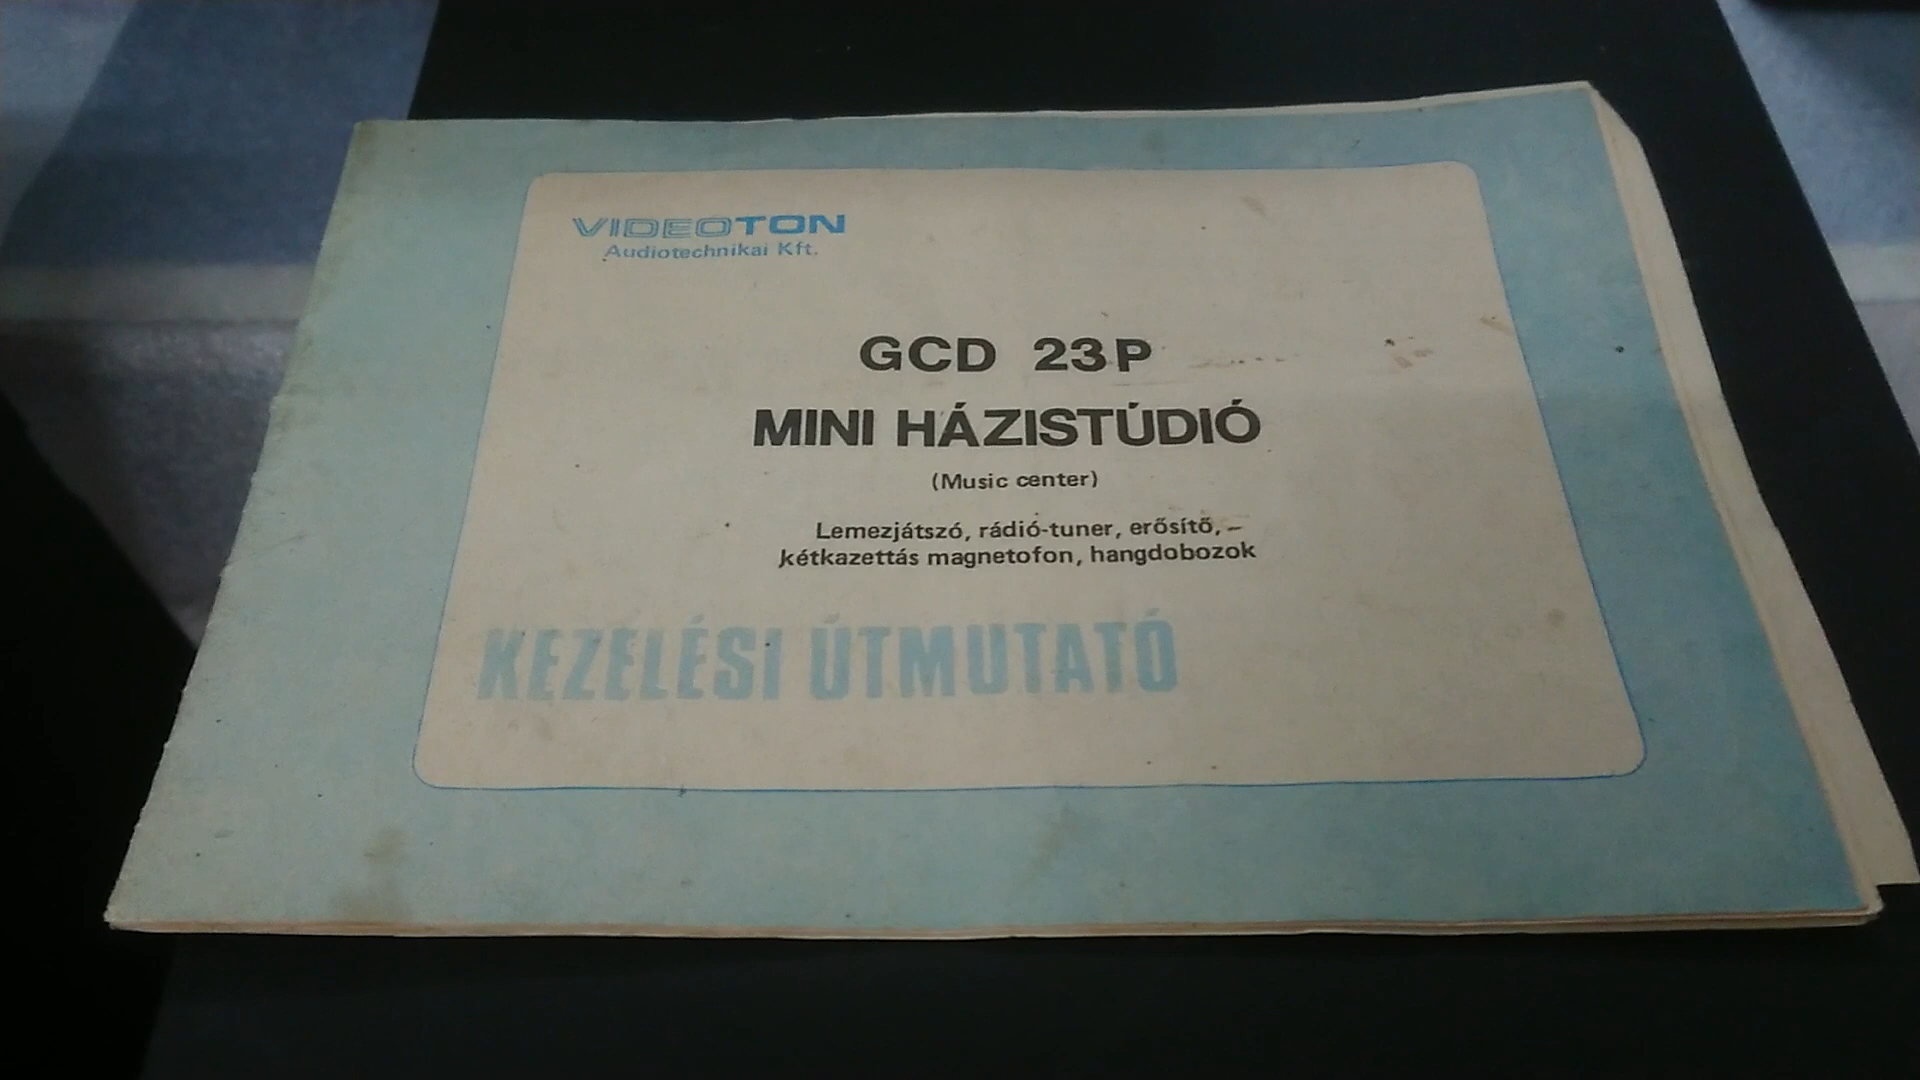 VIDEOTON
Audiotechnikai Kft.
GCD 23P
MINI HÁZISTÚDIÓ
(Music center)
Lemezjátszó, rádió-tuner, erősítő, –
kétkazettás magnetofon, hangdobozok
KEZELÉSI ÚTMUTATÓ